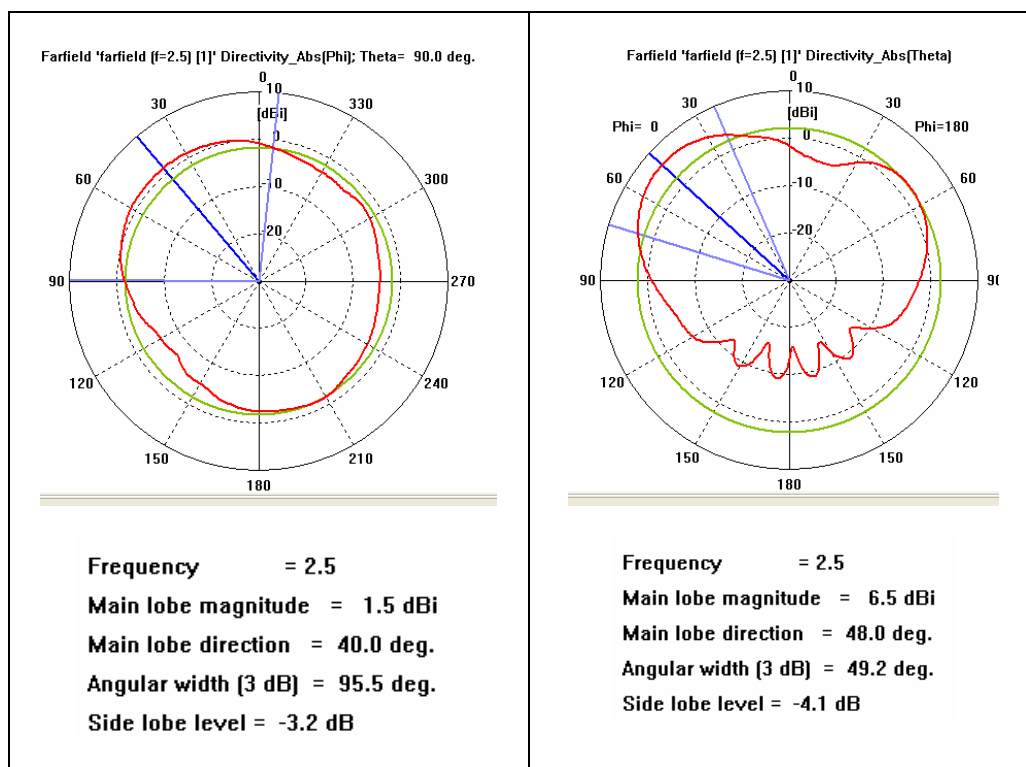 Farfield 'farfield (f=2.5) [1]' Directivity_Abs(Phi); Theta= 90.0 deg.
0
10
30
330
[dBi]
0
60
-10
300
-20
90
270
120
240
150
210
180
Frequency = 2.5
Main lobe magnitude = 1.5 dBi
Main lobe direction = 40.0 deg.
Angular width (3 dB) = 95.5 deg.
Side lobe level = -3.2 dB
Farfield 'farfield (f=2.5) [1]' Directivity_Abs(Theta)
0
10
30
30
[dBi]
Phi= 0
Phi=180
0
60
-10
60
-20
90
90
120
120
150
150
180
Frequency = 2.5
Main lobe magnitude = 6.5 dBi
Main lobe direction = 48.0 deg.
Angular width (3 dB) = 49.2 deg.
Side lobe level = -4.1 dB